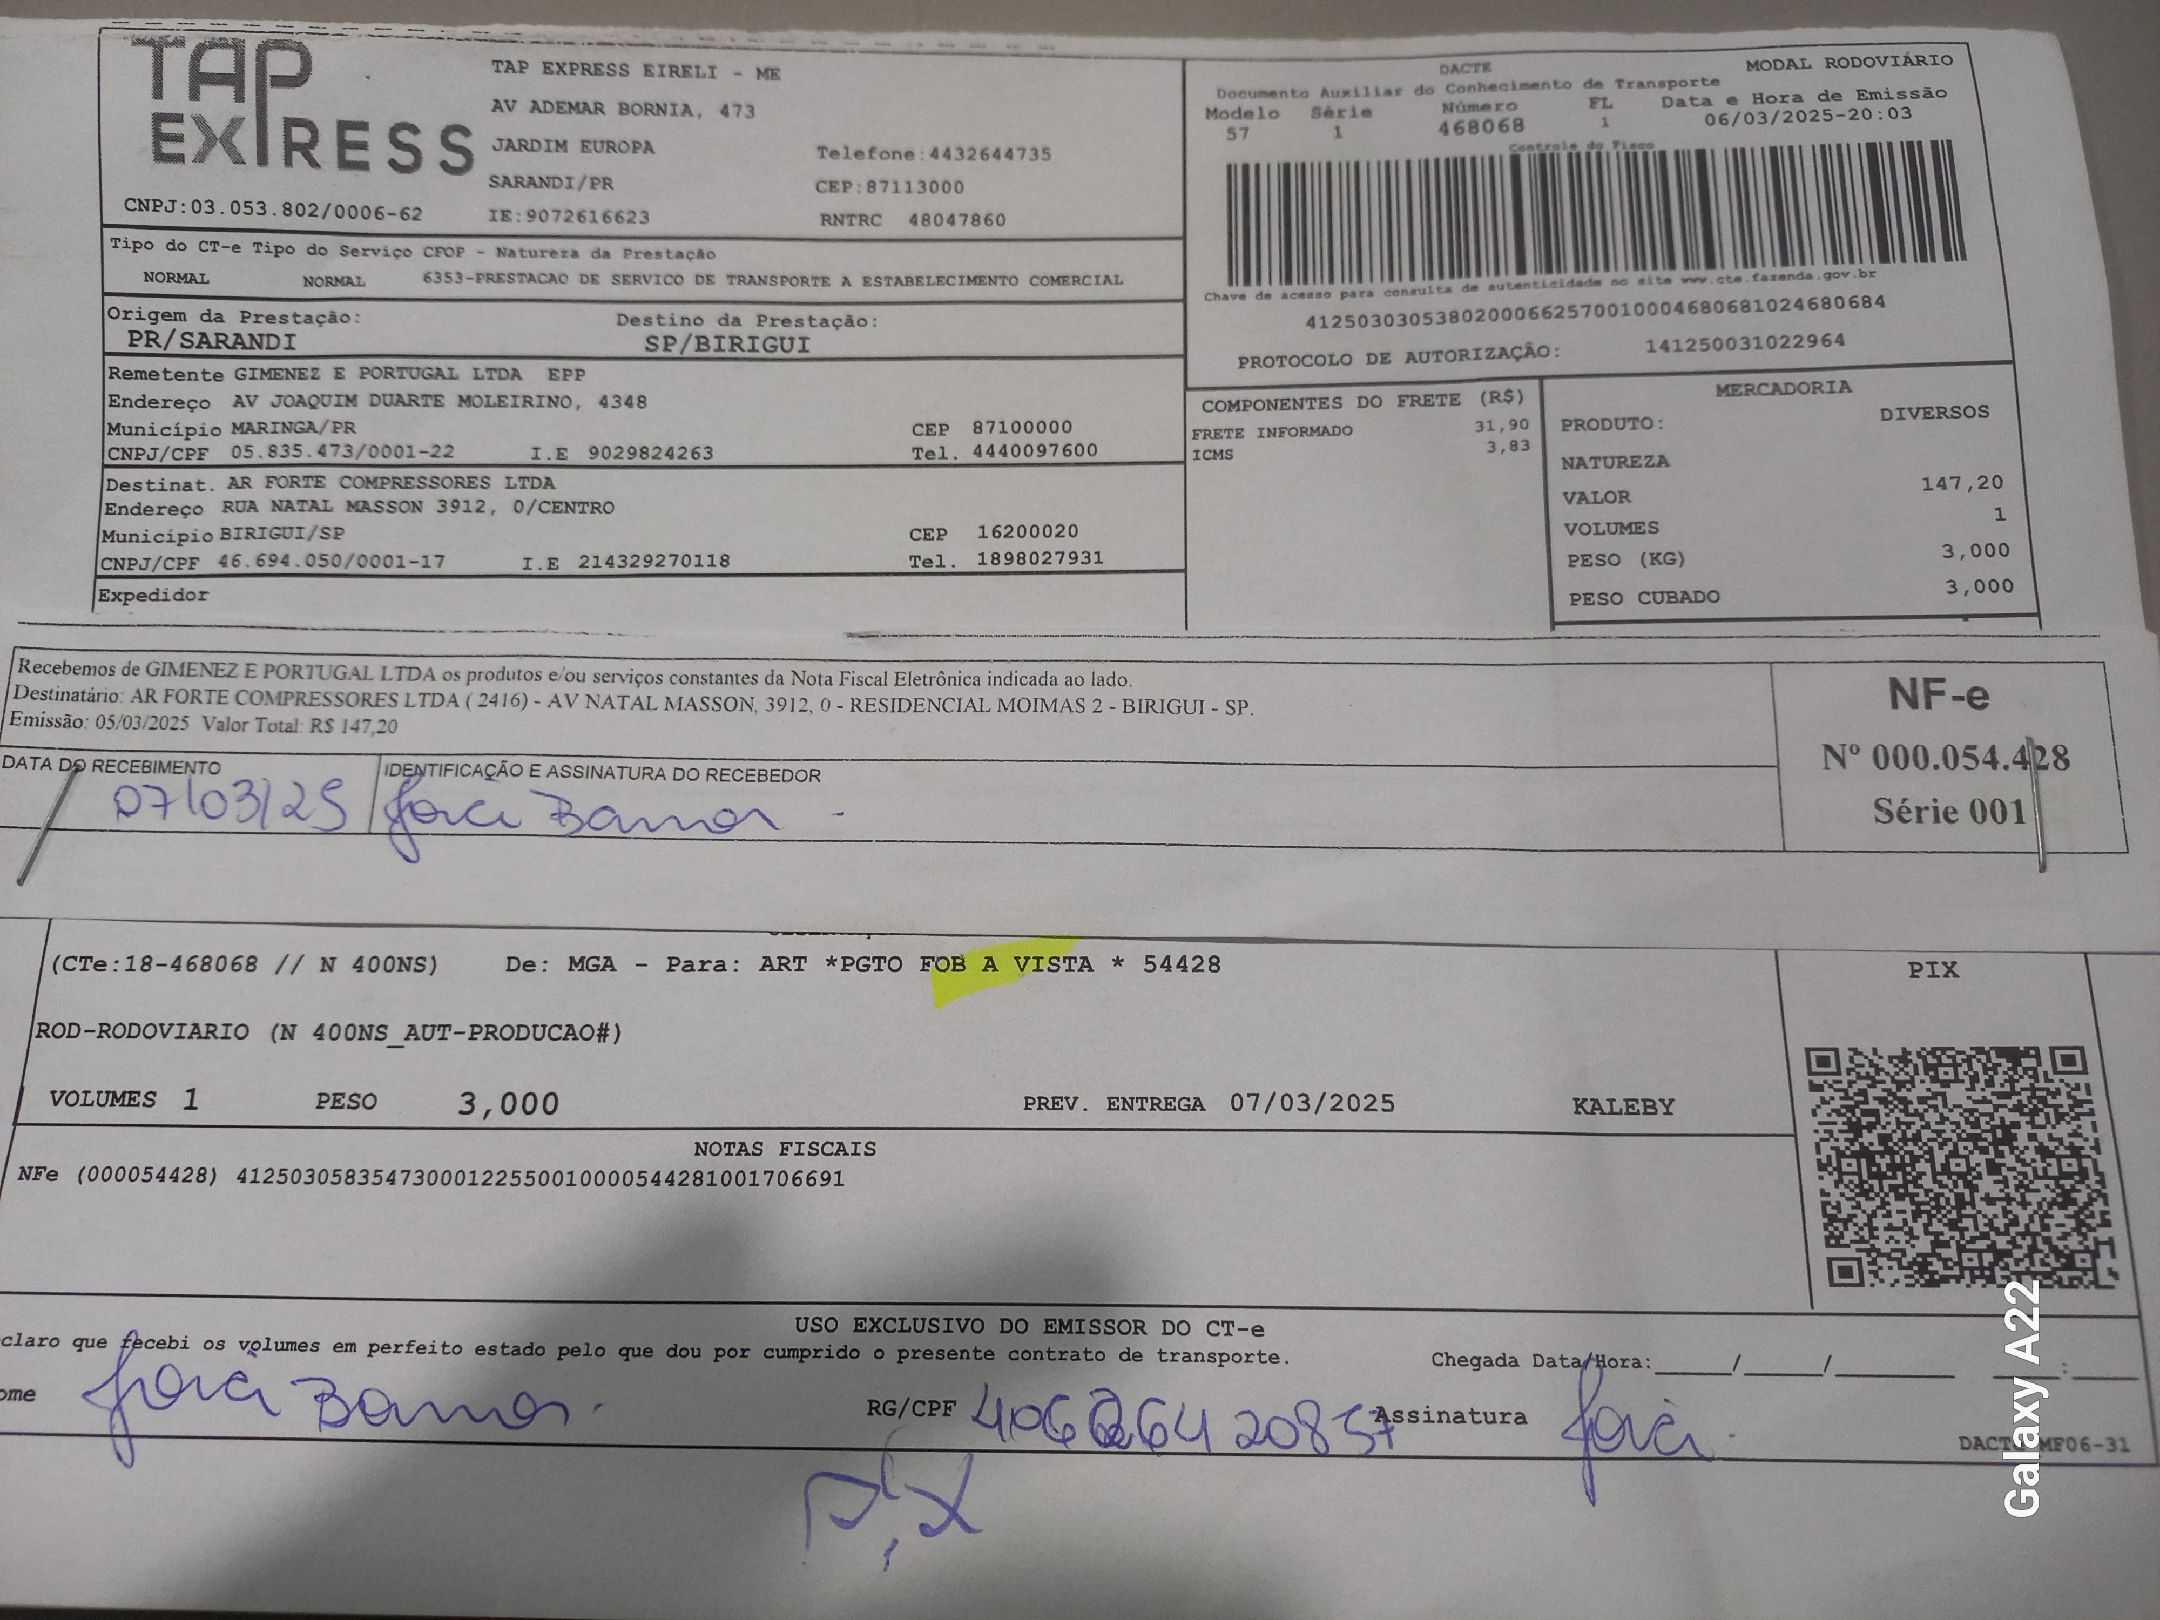 TAP EXPRESS
TAP EXPRESS EIRELI - ME
AV ADEMAR BORNIA, 473
JARDIM EUROPA
Telefone:4432644735
SARANDI/PR
CEP:87113000
CNPJ:03.053.802/0006-62
IE:9072616623
RNTRC 48047860
DACTE
MODAL RODOVIÁRIO
Documento Auxiliar do Conhecimento de Transporte
Modelo Série Número FL Data e Hora de Emissão
57 1 468068 1 06/03/2025-20:03
Controle do Fisco
Chave de acesso para consulta de autenticidade no site www.cte.fazenda.gov.br
41250303053802000662570010004680681024680684
PROTOCOLO DE AUTORIZAÇÃO: 141250031022964
Tipo do CT-e Tipo do Serviço CFOP - Natureza da Prestação
NORMAL NORMAL 6353-PRESTACAO DE SERVICO DE TRANSPORTE A ESTABELECIMENTO COMERCIAL
Origem da Prestação: Destino da Prestação:
PR/SARANDI SP/BIRIGUI
Remetente GIMENEZ E PORTUGAL LTDA EPP
Endereço AV JOAQUIM DUARTE MOLEIRINO, 4348
Município MARINGA/PR CEP 87100000
CNPJ/CPF 05.835.473/0001-22 I.E 9029824263 Tel. 4440097600
Destinat. AR FORTE COMPRESSORES LTDA
Endereço RUA NATAL MASSON 3912, 0/CENTRO
Município BIRIGUI/SP CEP 16200020
CNPJ/CPF 46.694.050/0001-17 I.E 214329270118 Tel. 1898027931
Expedidor
COMPONENTES DO FRETE (R$)
FRETE INFORMADO 31,90
ICMS 3,83
MERCADORIA
PRODUTO: DIVERSOS
NATUREZA
VALOR 147,20
VOLUMES 1
PESO (KG) 3,000
PESO CUBADO 3,000
Recebemos de GIMENEZ E PORTUGAL LTDA os produtos e/ou serviços constantes da Nota Fiscal Eletrônica indicada ao lado.
Destinatário: AR FORTE COMPRESSORES LTDA ( 2416) - AV NATAL MASSON, 3912, 0 - RESIDENCIAL MOIMAS 2 - BIRIGUI - SP.
Emissão: 05/03/2025 Valor Total: R$ 147,20
DATA DO RECEBIMENTO
07/03/25
IDENTIFICAÇÃO E ASSINATURA DO RECEBEDOR
NF-e
Nº 000.054.428
Série 001
(CTe:18-468068 // N 400NS) De: MGA - Para: ART *PGTO FOB A VISTA * 54428
PIX
ROD-RODOVIARIO (N 400NS_AUT-PRODUCAO#)
VOLUMES 1 PESO 3,000 PREV. ENTREGA 07/03/2025 KALEBY
NOTAS FISCAIS
NFe (000054428) 41250305835473000122550010000544281001706691
USO EXCLUSIVO DO EMISSOR DO CT-e
claro que recebi os volumes em perfeito estado pelo que dou por cumprido o presente contrato de transporte. Chegada Data/Hora:____/____/____ __:__
ome RG/CPF Assinatura
MF06-31
Pix
Galaxy A22